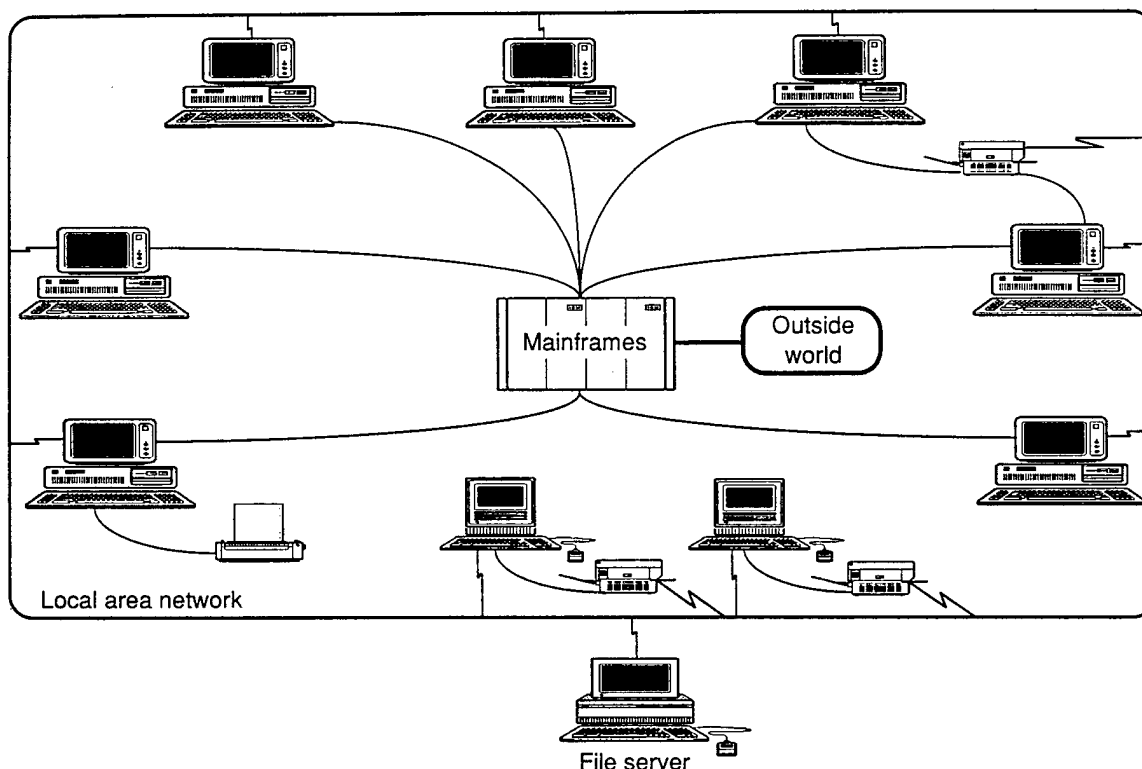 Mainframes
Outside
world
Local area network
File server